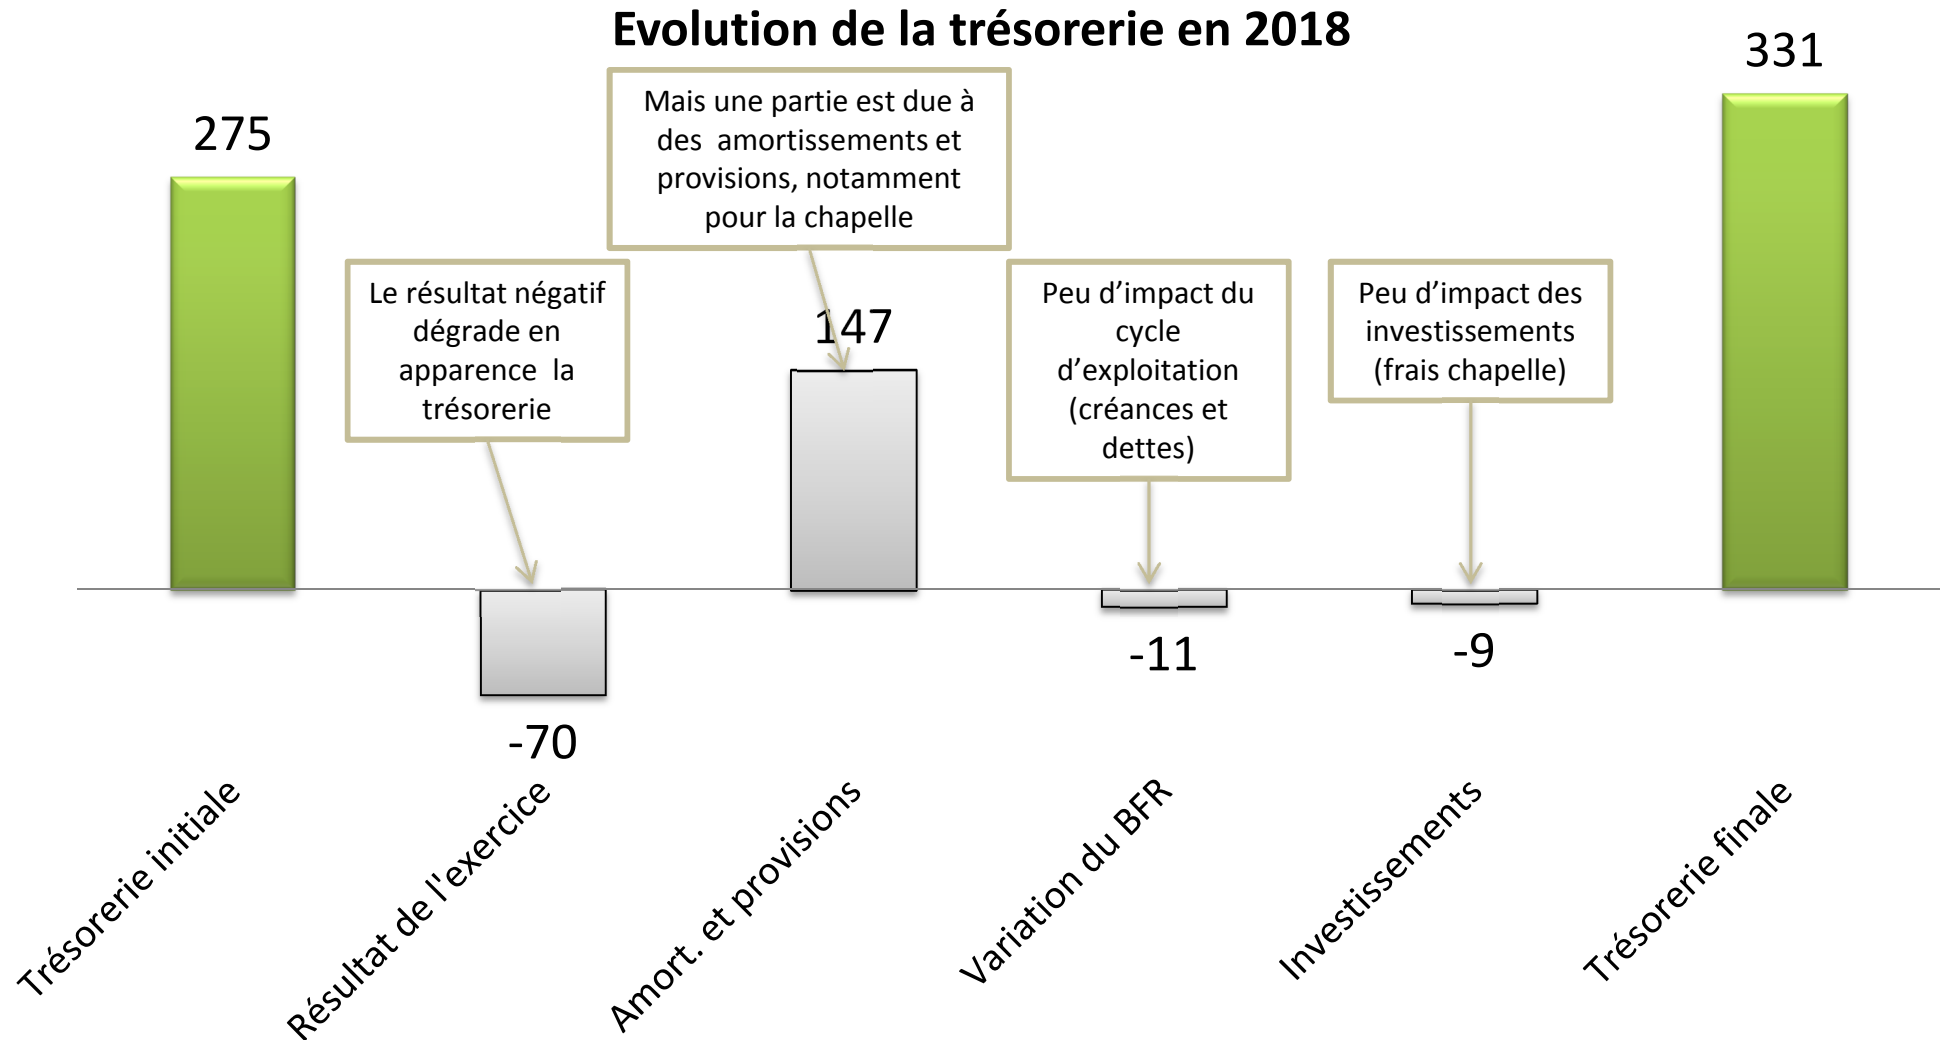 Evolution de la trésorerie en 2018
275
Le résultat négatif
dégrade en
apparence la
trésorerie
-70
Mais une partie est due à
des amortissements et
provisions, notamment
pour la chapelle
147
Peu d’impact du
cycle
d’exploitation
(créances et
dettes)
-11
Peu d’impact des
investissements
(frais chapelle)
-9
331
Trésorerie initiale
Résultat de l'exercice
Amort. et provisions
Variation du BFR
Investissements
Trésorerie finale